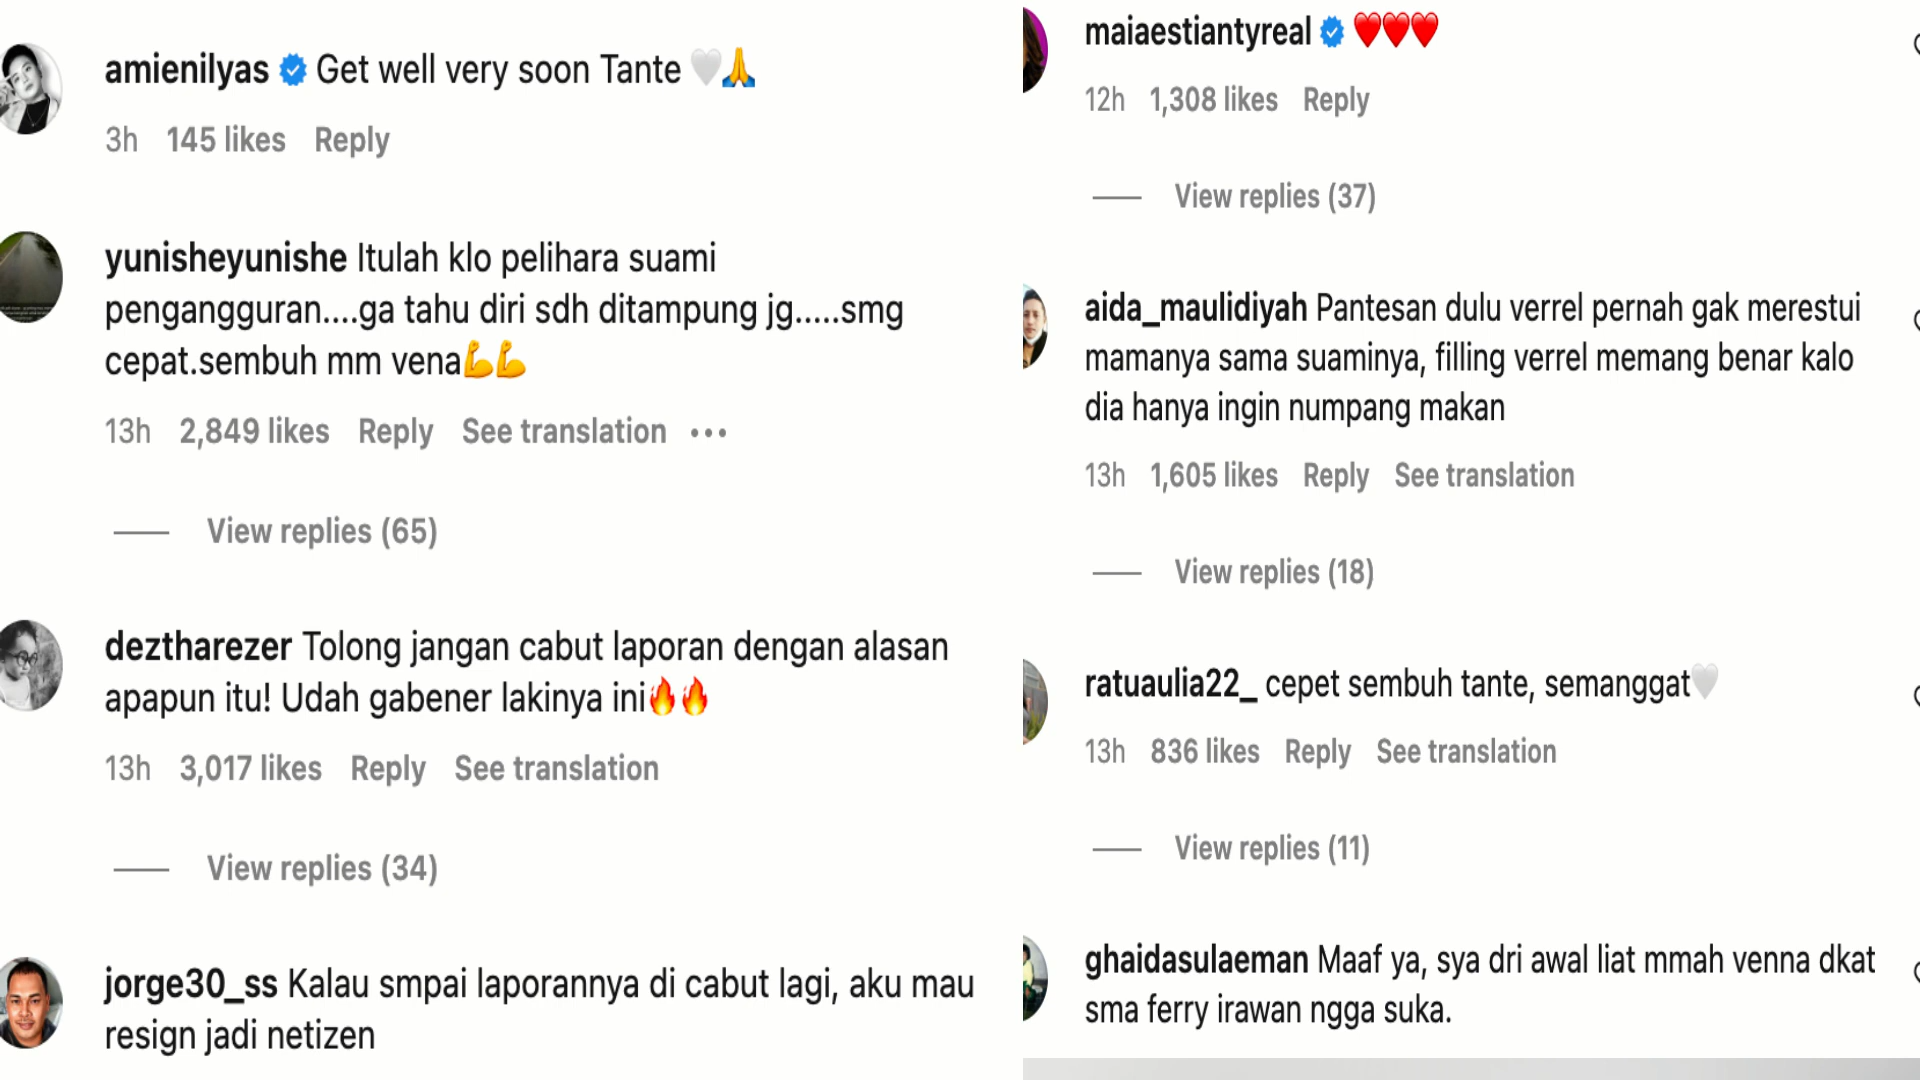 amienilyas Get well very soon Tante 🤍🙏
3h 145 likes Reply
yunisheyunishe Itulah klo pelihara suami
pengangguran....ga tahu diri sdh ditampung jg.....smg
cepat.sembuh mm vena💪💪
13h 2,849 likes Reply See translation •••
View replies (65)
deztharezer Tolong jangan cabut laporan dengan alasan
apapun itu! Udah gabener lakinya ini🔥🔥
13h 3,017 likes Reply See translation
View replies (34)
jorge30_ss Kalau smpai laporannya di cabut lagi, aku mau
resign jadi netizen
maiaestiantyreal ❤️❤️❤️
12h 1,308 likes Reply
View replies (37)
aida_maulidiyah Pantesan dulu verrel pernah gak merestui
mamanya sama suaminya, filling verrel memang benar kalo
dia hanya ingin numpang makan
13h 1,605 likes Reply See translation
View replies (18)
ratuaulia22_ cepet sembuh tante, semanggat🤍
13h 836 likes Reply See translation
View replies (11)
ghaidasulaeman Maaf ya, sya dri awal liat mmah venna dkat
sma ferry irawan ngga suka.